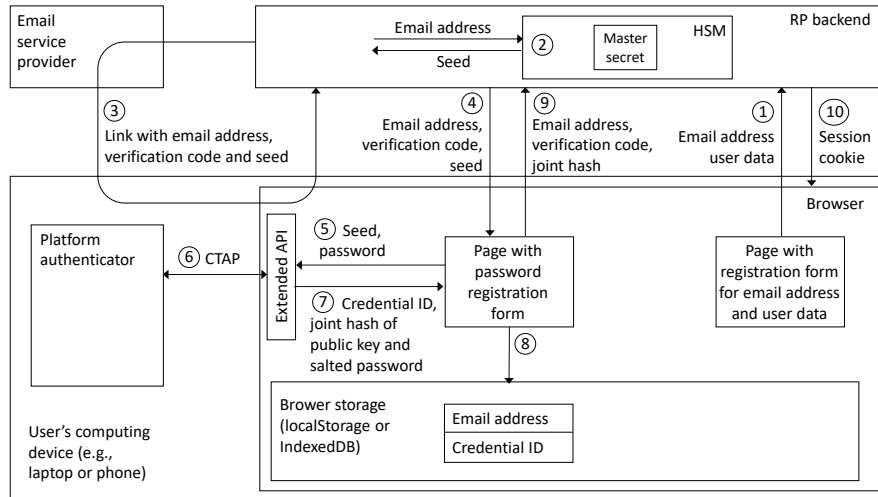 Email
service
provider
Email address
Seed
②
HSM
Master
secret
RP backend
③
Link with email address,
verification code and seed
④
Email address,
verification code,
seed
⑨
Email address,
verification code,
joint hash
①
Email address
user data
⑩
Session
cookie
Browser
Platform
authenticator
⑥ CTAP
Extended API
⑤ Seed,
password
⑦ Credential ID,
joint hash of
public key and
salted password
Page with
password
registration
form
Page with
registration form
for email address
and user data
⑧
Brower storage
(localStorage or
IndexedDB)
Email address
Credential ID
User's computing
device (e.g.,
laptop or phone)